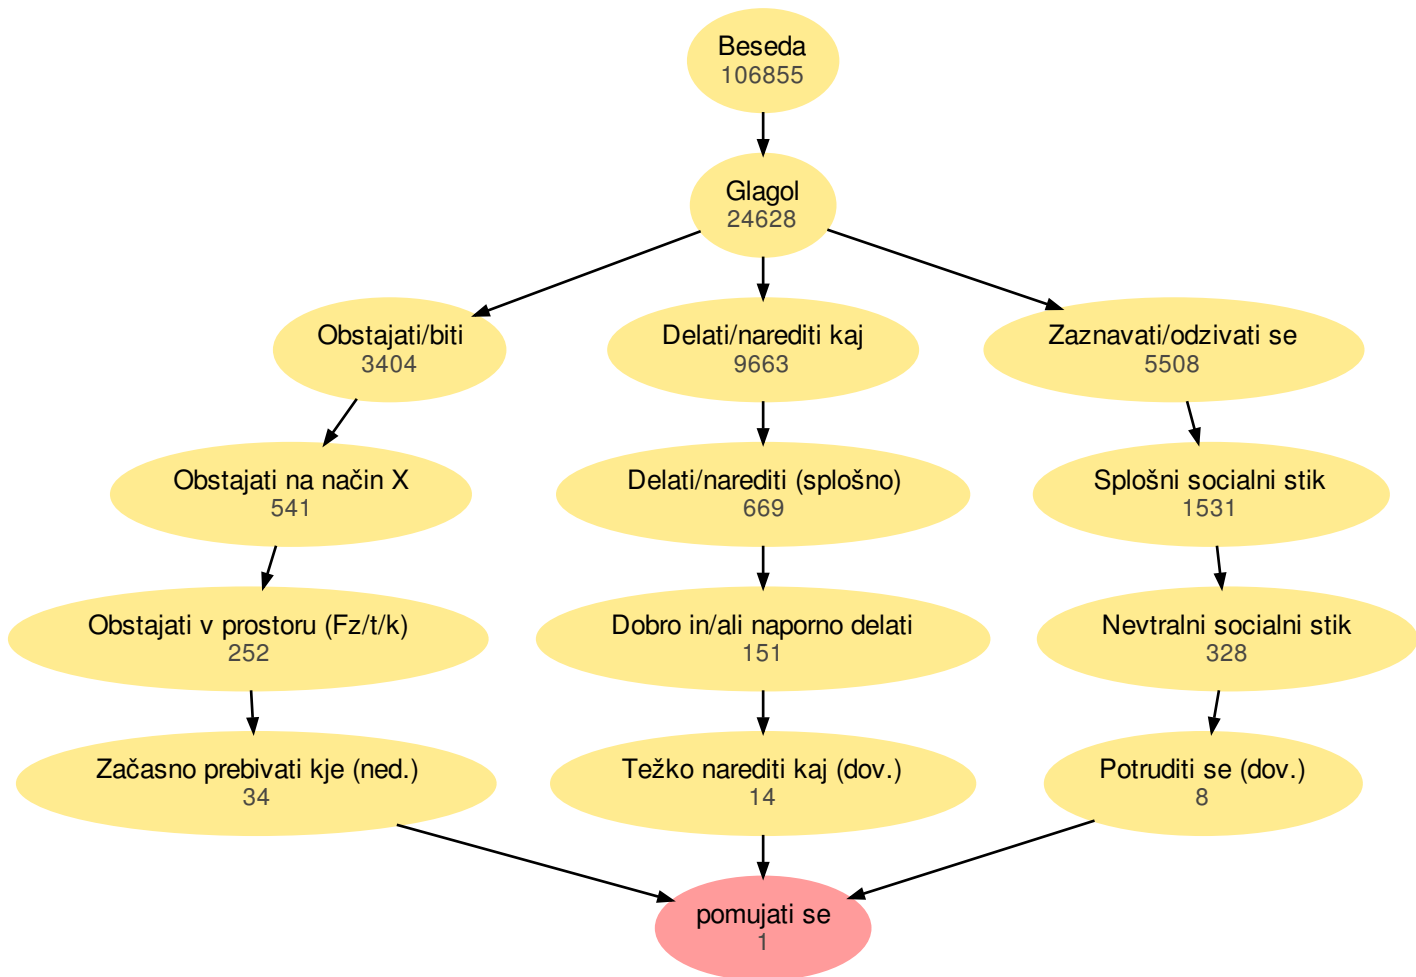 Beseda
106855
Glagol
24628
Obstajati/biti
3404
Delati/narediti kaj
9663
Zaznavati/odzivati se
5508
Obstajati na način X
541
Delati/narediti (splošno)
669
Splošni socialni stik
1531
Obstajati v prostoru (Fz/t/k)
252
Dobro in/ali naporno delati
151
Nevtralni socialni stik
328
Začasno prebivati kje (ned.)
34
Težko narediti kaj (dov.)
14
Potruditi se (dov.)
8
pomujati se
1